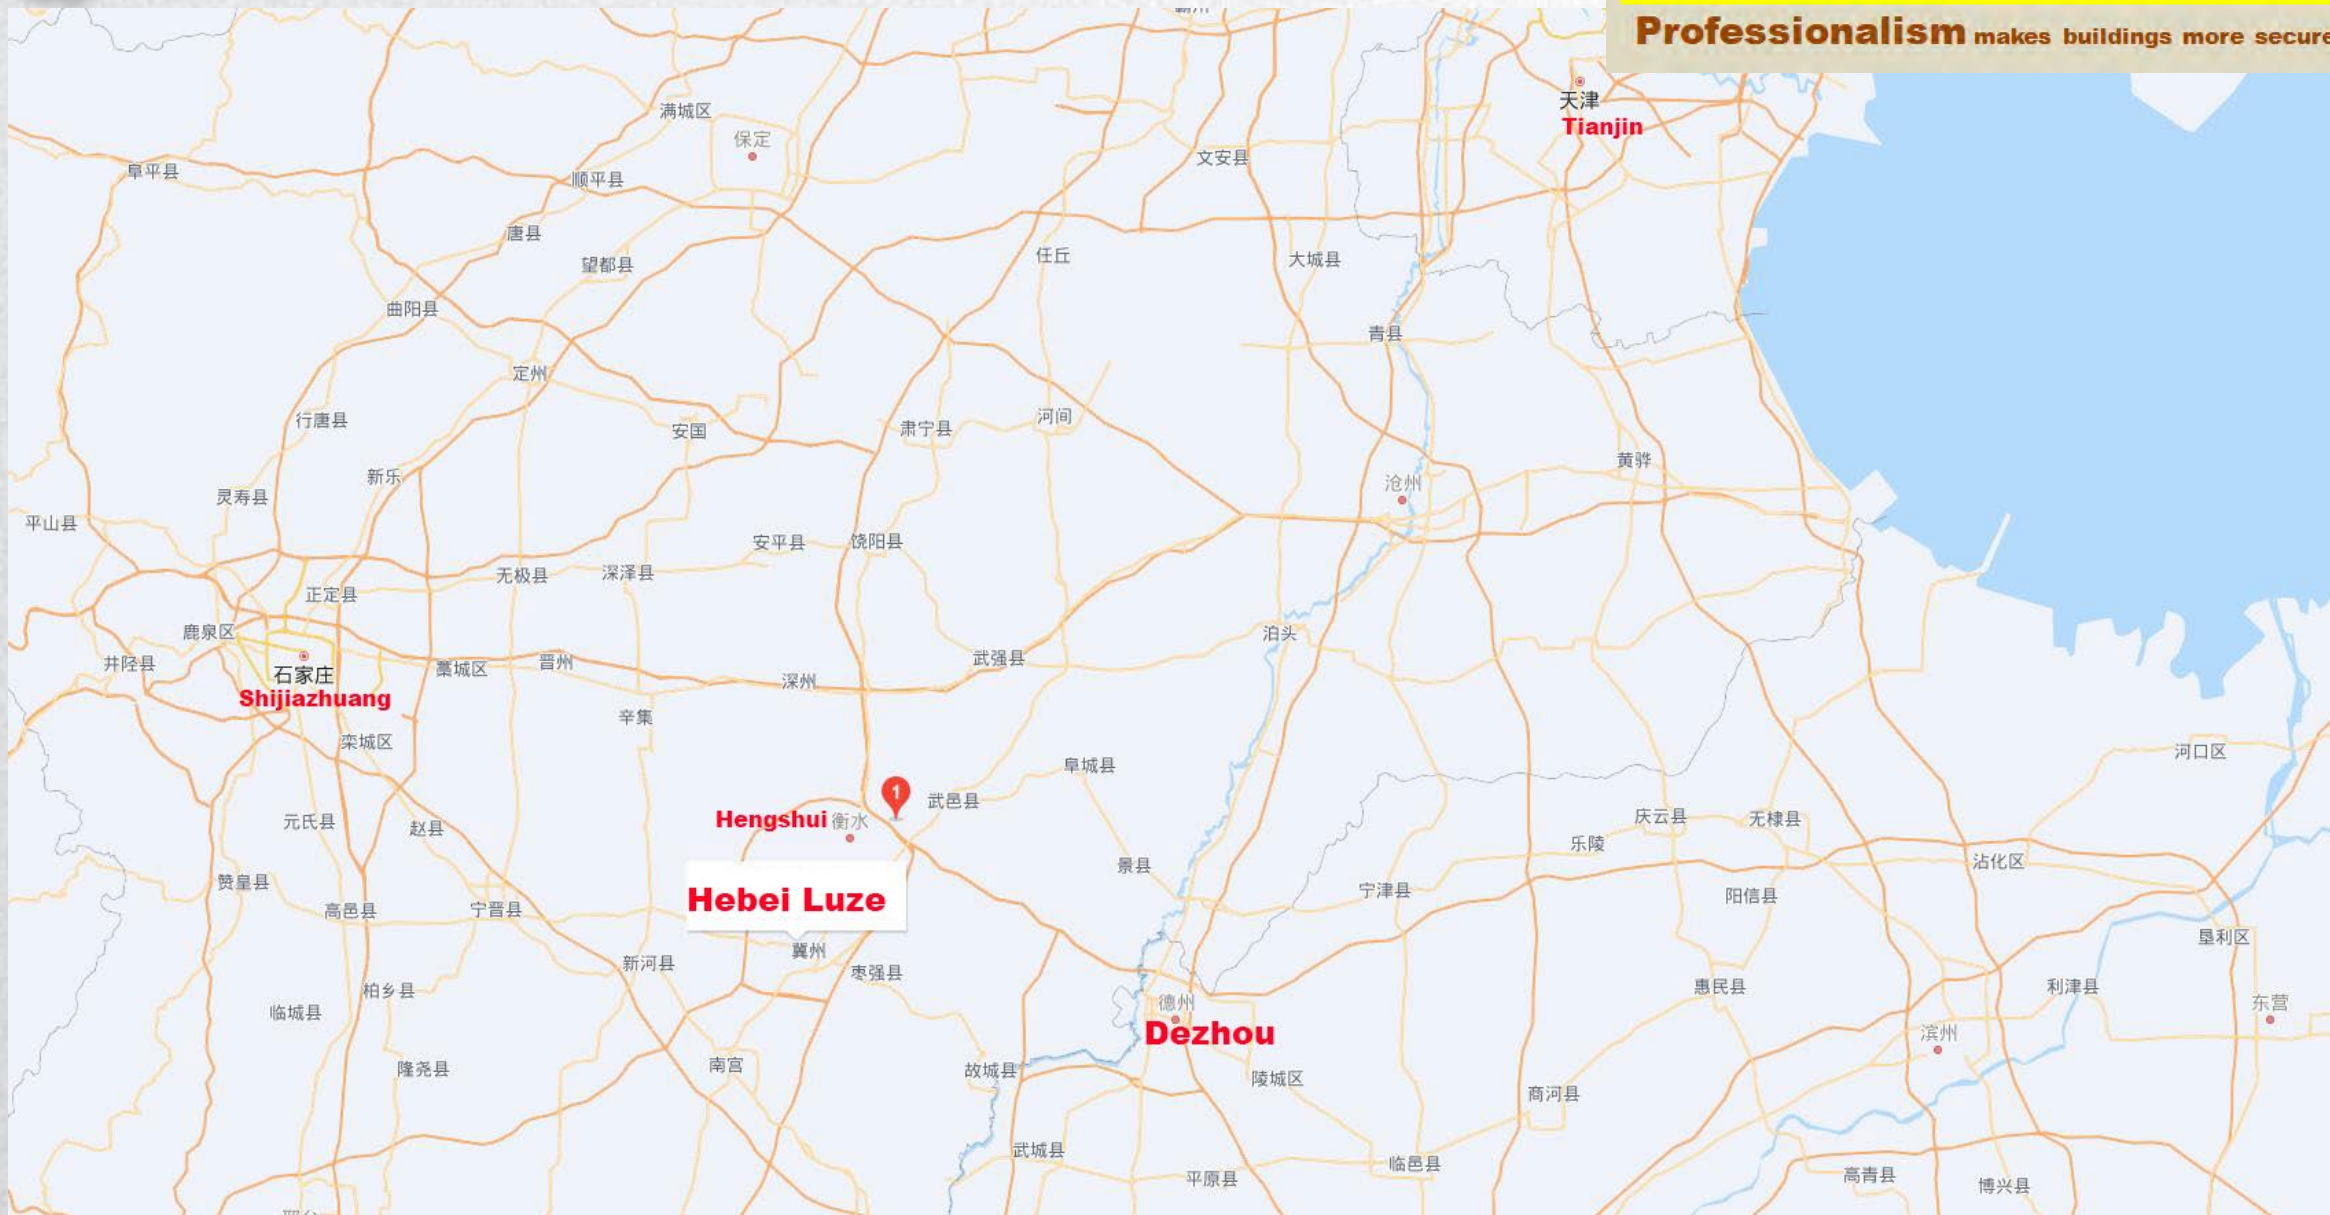 Professionalism makes buildings more secure
天津
Tianjin
满城区
保定
文安县
阜平县
顺平县
唐县
望都县
任丘
大城县
曲阳县
青县
定州
行唐县
安国
肃宁县
河间
新乐
黄骅
灵寿县
沧州
平山县
安平县
饶阳县
无极县
深泽县
正定县
鹿泉区
泊头
井陉县
石家庄
Shijiazhuang
藁城区
晋州
武强县
深州
辛集
栾城区
河口区
阜城县
1
武邑县
元氏县
赵县
Hengshui 衡水
庆云县
无棣县
乐陵
景县
沾化区
赞皇县
Hebei Luze
宁津县
阳信县
高邑县
宁晋县
垦利区
冀州
新河县
枣强县
柏乡县
惠民县
利津县
德州
Dezhou
东营
临城县
滨州
隆尧县
南宫
故城县
陵城区
商河县
武城县
临邑县
平原县
高青县
博兴县